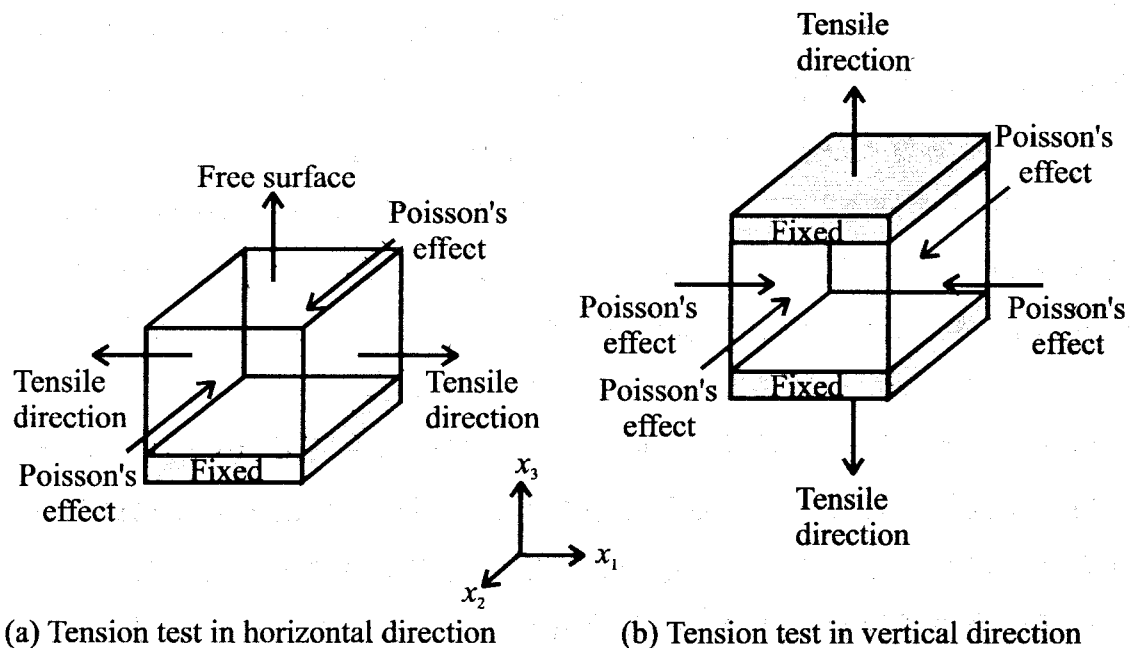 Tensile
direction
Free surface
Poisson's
effect
Poisson's
effect
Fixed
Tensile
direction
Tensile
direction
Poisson's
effect
Poisson's
effect
Poisson's
effect
Poisson's
effect
Fixed
Fixed
Tensile
direction
x3
x1
x2
(a) Tension test in horizontal direction
(b) Tension test in vertical direction